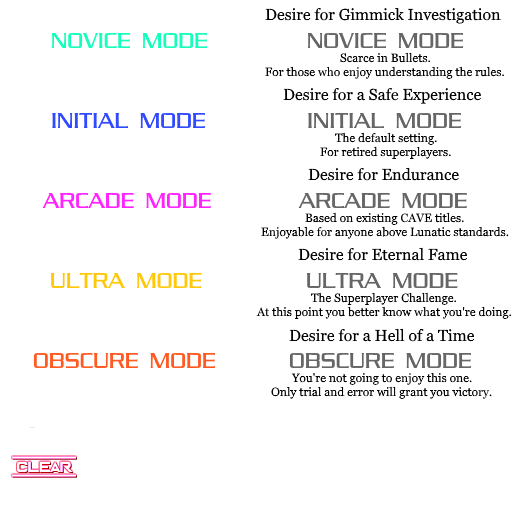 Desire for Gimmick Investigation
NOVICE MODE NOVICE MODE
Scarce in Bullets.
For those who enjoy understanding the rules.
Desire for a Safe Experience
INITIAL MODE INITIAL MODE
The default setting.
For retired superplayers.
Desire for Endurance
ARCADE MODE ARCADE MODE
Based on existing CAVE titles.
Enjoyable for anyone above Lunatic standards.
Desire for Eternal Fame
ULTRA MODE ULTRA MODE
The Superplayer Challenge.
At this point you better know what you're doing.
Desire for a Hell of a Time
OBSCURE MODE OBSCURE MODE
You're not going to enjoy this one.
Only trial and error will grant you victory.
CLEAR